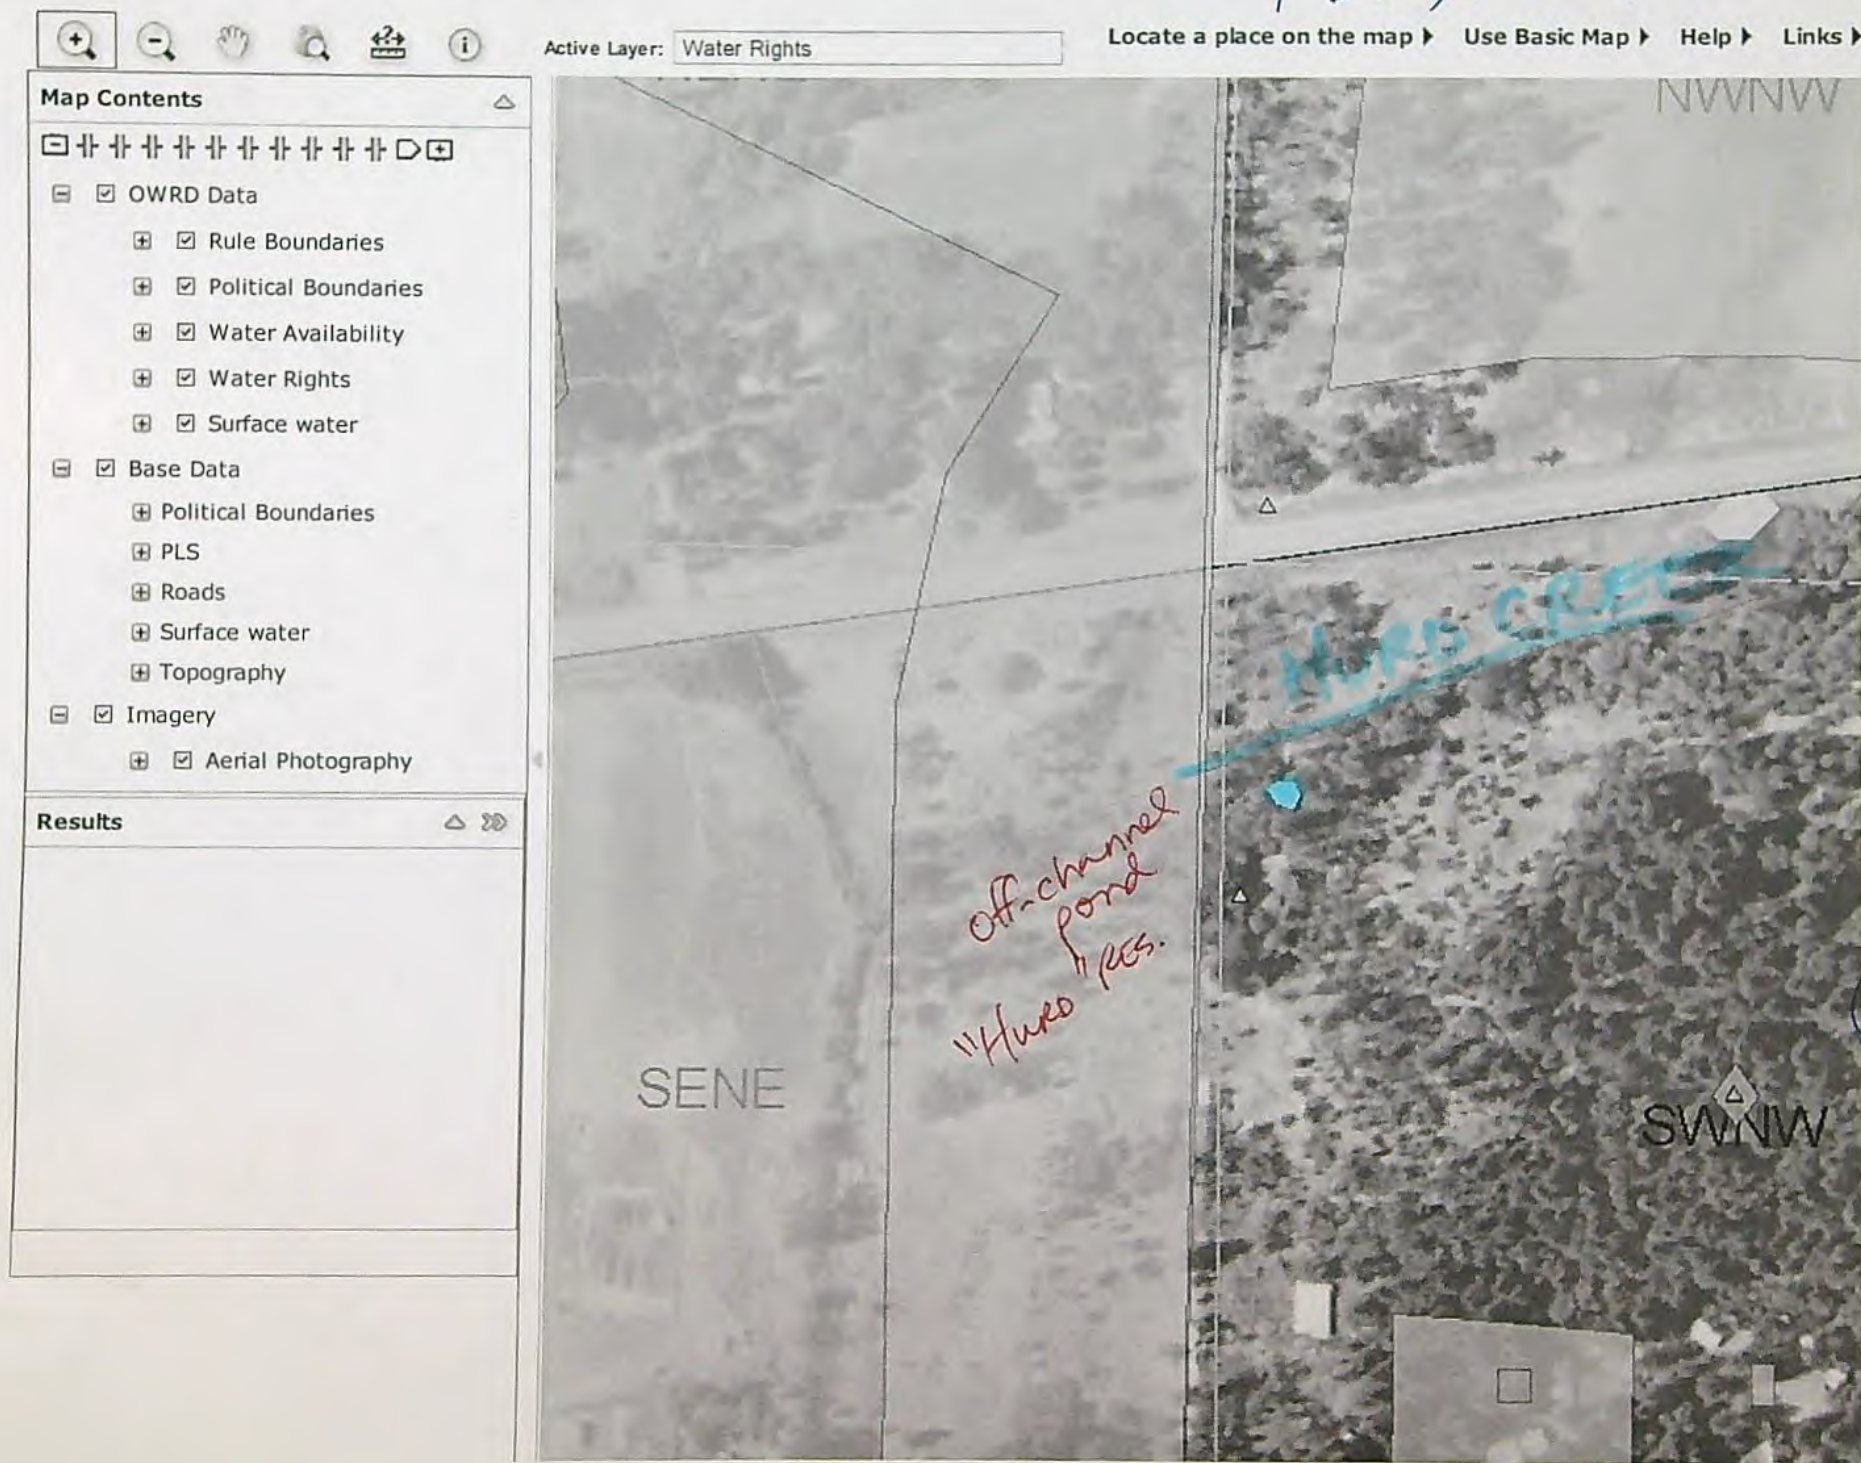 Active Layer: Water Rights
Locate a place on the map Use Basic Map Help Links
Map Contents
OWRD Data
Rule Boundaries
Political Boundaries
Water Availability
Water Rights
Surface water
Base Data
Political Boundaries
PLS
Roads
Surface water
Topography
Imagery
Aerial Photography
Results
NWNW
HURD CREEK
off-channel
pond
"HURD" RES.
SENE
SWNW